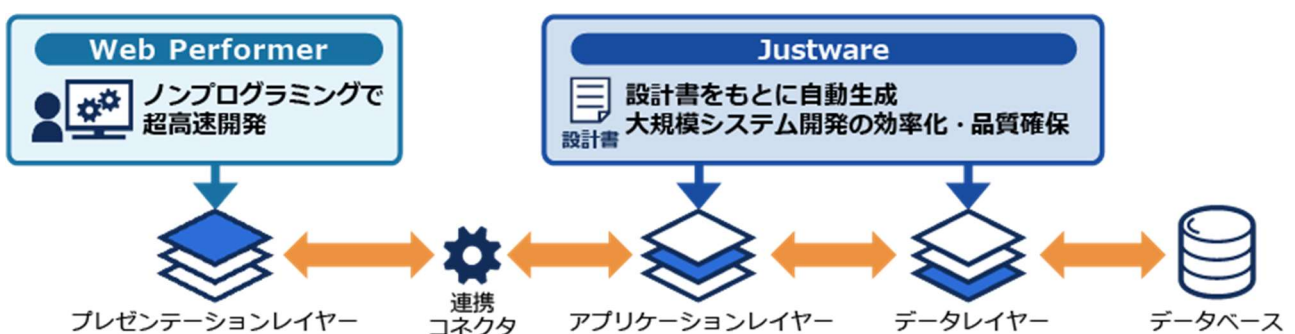 Web Performer
ノンプログラミングで
超高速開発
Justware
設計書をもとに自動生成
大規模システム開発の効率化・品質確保
設計書
プレゼンテーションレイヤー
連携
コネクタ
アプリケーションレイヤー
データレイヤー
データベース